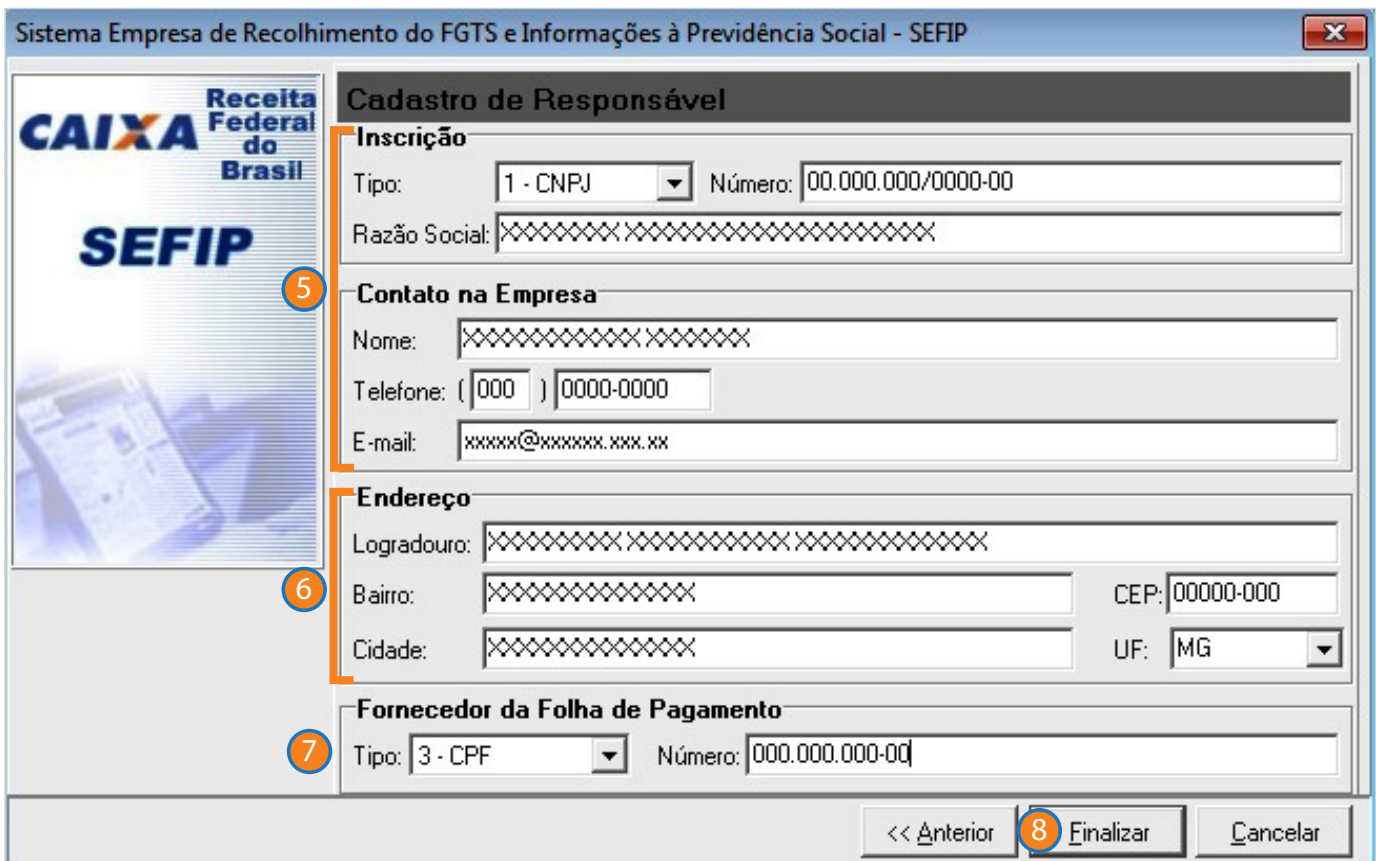 Sistema Empresa de Recolhimento do FGTS e Informações à Previdência Social - SEFIP
CAIXA
Receita
Federal
do
Brasil
SEFIP
Cadastro de Responsável
5
Inscrição
Tipo: 1 - CNPJ Número: 00.000.000/0000-00
Razão Social: XXXXXXXX XXXXXXXXXXXXXXXXXXXXX
Contato na Empresa
Nome: XXXXXXXXXXXX XXXXXXX
Telefone: ( 000 ) 0000-0000
E-mail: xxxxx@xxxxxx.xxx.xx
6
Endereço
Logradouro: XXXXXXXXX XXXXXXXXXXX XXXXXXXXXXXXX
Bairro: XXXXXXXXXXXXXX CEP: 00000-000
Cidade: XXXXXXXXXXXXXX UF: MG
Fornecedor da Folha de Pagamento
7 Tipo: 3 - CPF Número: 000.000.000-00
<< Anterior 8 Finalizar Cancelar